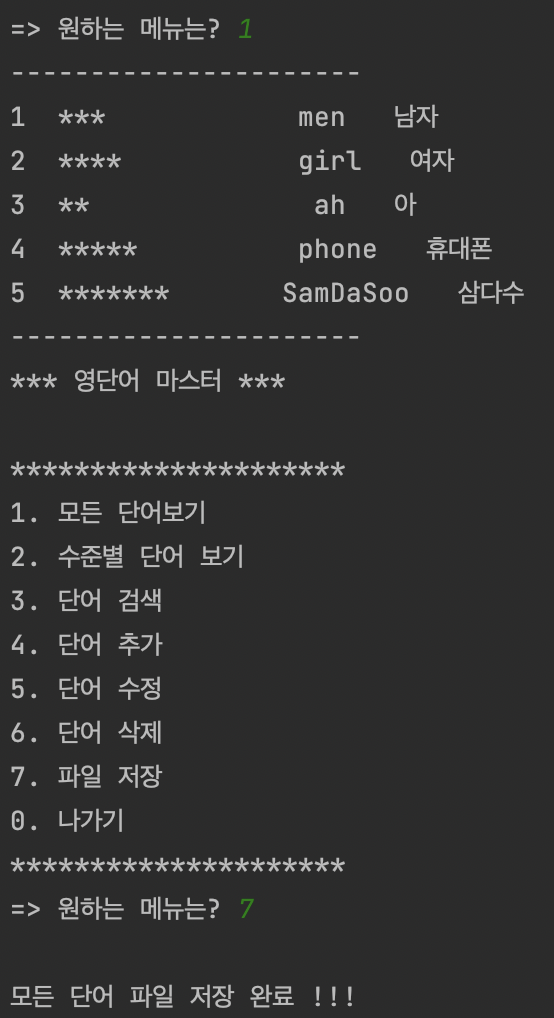 => 원하는 메뉴는? 1
----------------------
1  ***            men   남자
2  ****           girl   여자
3  **              ah   아
4  *****          phone   휴대폰
5  *******       SamDaSoo   삼다수
----------------------
*** 영단어 마스터 ***
*********************
1. 모든 단어보기
2. 수준별 단어 보기
3. 단어 검색
4. 단어 추가
5. 단어 수정
6. 단어 삭제
7. 파일 저장
0. 나가기
*********************
=> 원하는 메뉴는? 7
모든 단어 파일 저장 완료 !!!